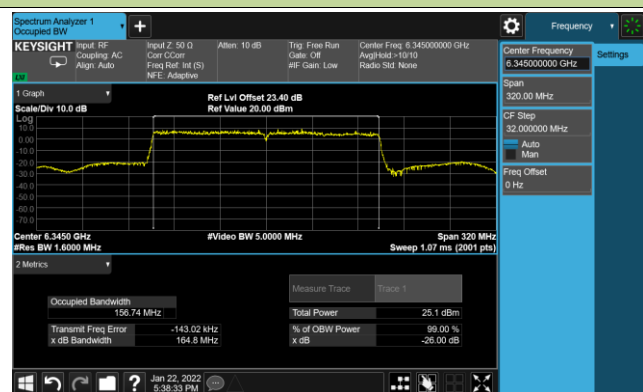 Spectrum Analyzer 1
Occupied BW
Frequency
KEYSIGHT
Input: RF
Coupling: AC
Align: Auto
Input Z: 50 Ω
Corr CCorr
Freq Ref: Int (S)
NFE: Adaptive
Atten: 10 dB
Trig: Free Run
Gate: Off
#IF Gain: Low
Center Freq: 6.345000000 GHz
Avg|Hold:>10/10
Radio Std: None
1 Graph
Scale/Div 10.0 dB
Ref Lvl Offset 23.40 dB
Ref Value 20.00 dBm
Log
10.0
0.00
-10.0
-20.0
-30.0
-40.0
-50.0
-60.0
-70.0
Center 6.3450 GHz
#Res BW 1.6000 MHz
#Video BW 5.0000 MHz
Span 320 MHz
Sweep 1.07 ms (2001 pts)
2 Metrics
Measure Trace
Trace 1
Occupied Bandwidth
156.74 MHz
Total Power
25.1 dBm
Transmit Freq Error
-143.02 kHz
% of OBW Power
99.00 %
x dB Bandwidth
164.8 MHz
x dB
-26.00 dB
Center Frequency
6.345000000 GHz
Settings
Span
320.00 MHz
CF Step
32.000000 MHz
Auto
Man
Freq Offset
0 Hz
Jan 22, 2022
5:38:33 PM